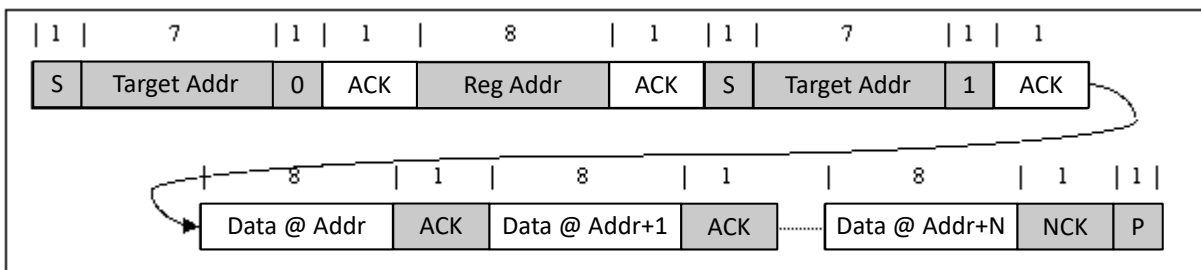 | 1 | 7 | 1 | 1 | 8 | 1 | 1 | 7 | 1 | 1
S Target Addr 0 ACK Reg Addr ACK S Target Addr 1 ACK
| 8 | 1 | 8 | 1 | 8 | 1 | 1 |
Data @ Addr ACK Data @ Addr+1 ACK Data @ Addr+N NCK P